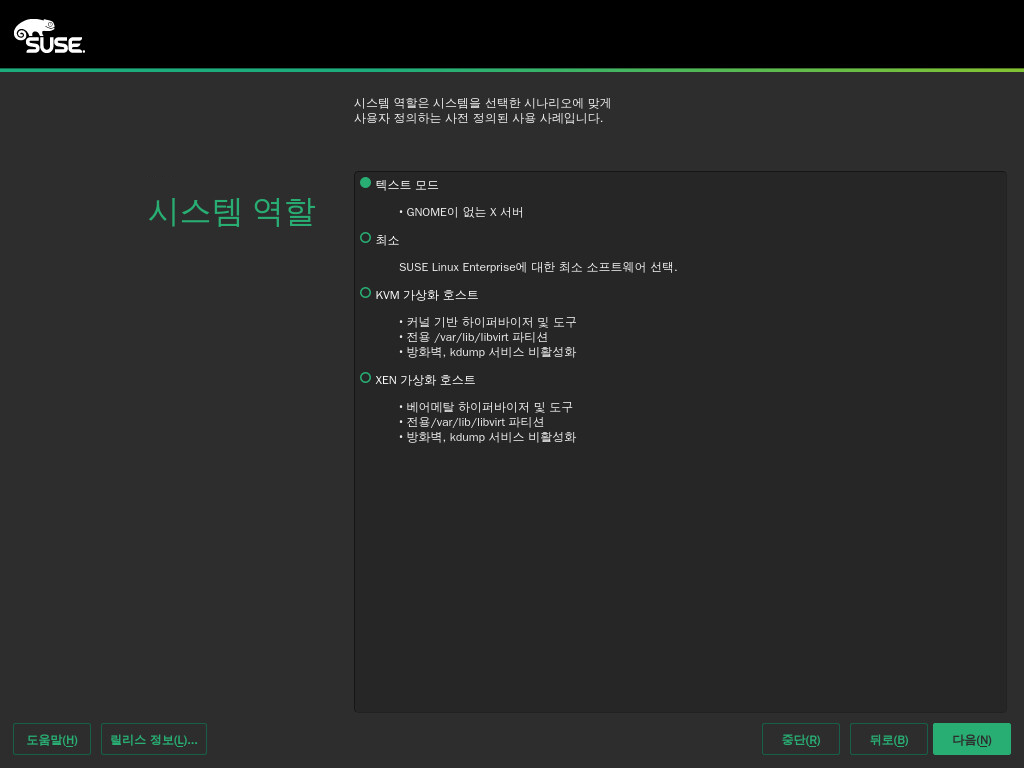 SUSE.
시스템 역할은 시스템을 선택한 시나리오에 맞게
사용자 정의하는 사전 정의된 사용 사례입니다.
시스템 역할
텍스트 모드
• GNOME이 없는 X 서버
최소
SUSE Linux Enterprise에 대한 최소 소프트웨어 선택.
KVM 가상화 호스트
• 커널 기반 하이퍼바이저 및 도구
• 전용 /var/lib/libvirt 파티션
• 방화벽, kdump 서비스 비활성화
XEN 가상화 호스트
• 베어메탈 하이퍼바이저 및 도구
• 전용/var/lib/libvirt 파티션
• 방화벽, kdump 서비스 비활성화
도움말(H) 릴리스 정보(L)... 중단(R) 뒤로(B) 다음(N)